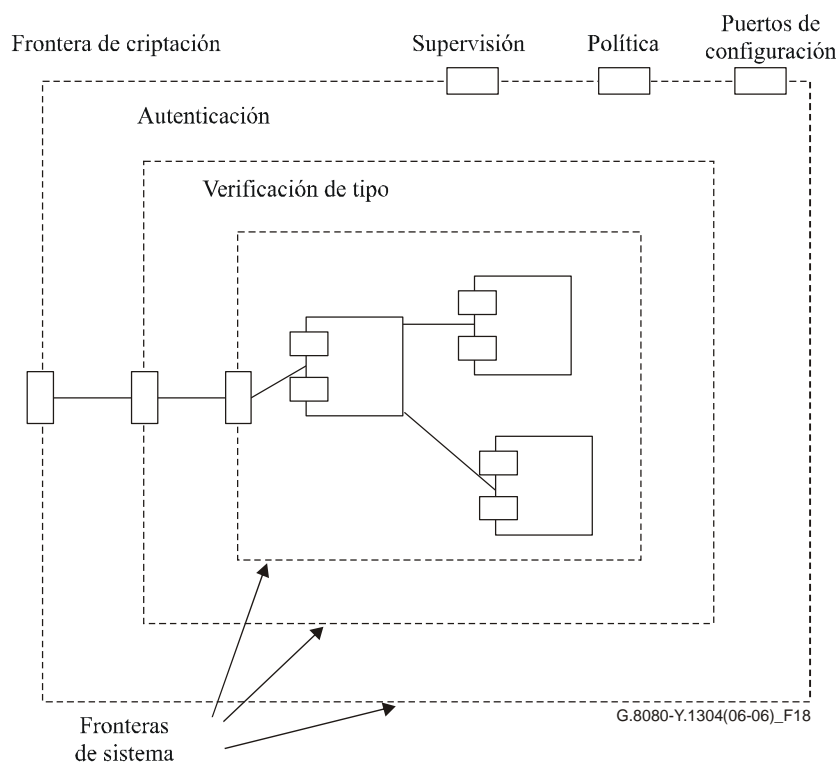 Frontera de criptación
Supervisión
Política
Puertos de
configuración
Autenticación
Verificación de tipo
G.8080-Y.1304(06-06)_F18
Fronteras
de sistema